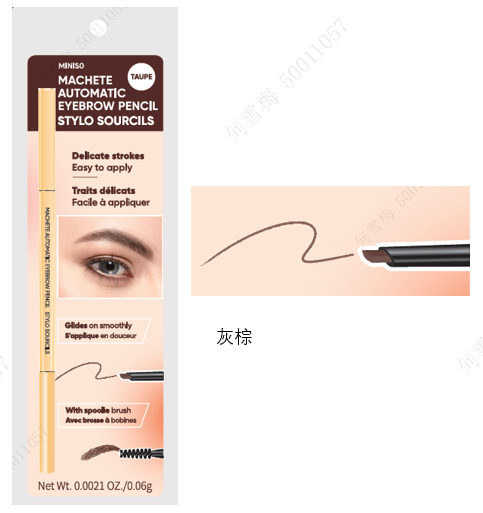 MINISO
MACHETE
AUTOMATIC
EYEBROW PENCIL
STYLO SOURCILS
TAUPE
Delicate strokes
Easy to apply
Traits délicats
Facile à appliquer
MACHETE AUTOMATIC EYEBROW PENCIL STYLO SOURCILS
Glides on smoothly
S'applique en douceur
With spoolie brush
Avec brosse à bobines
Net Wt. 0.0021 OZ./0.06g
灰棕
何雪梅 50011057